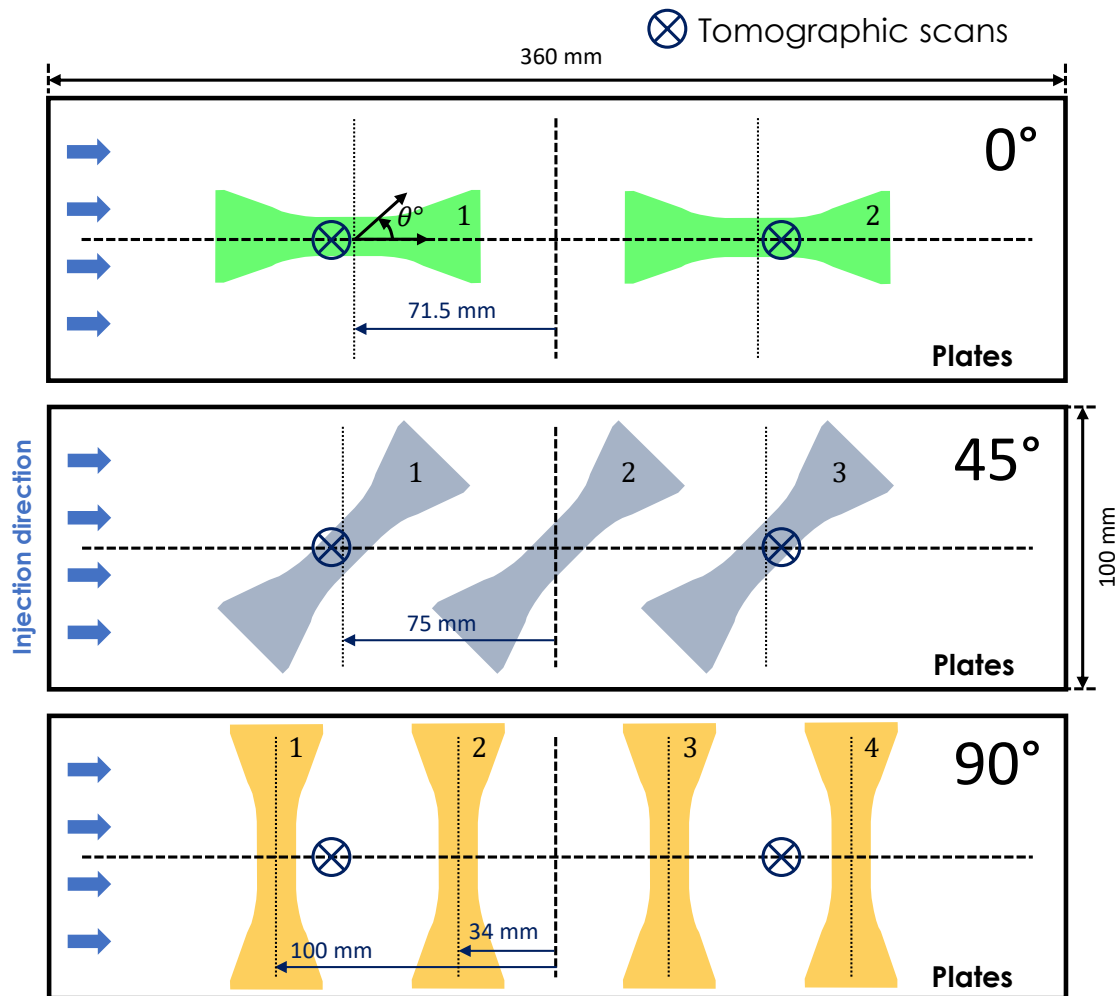 Tomographic scans
360 mm
0°
θ°
1
2
71.5 mm
Plates
Injection direction
45°
1
2
3
100 mm
75 mm
Plates
90°
1
2
3
4
34 mm
100 mm
Plates